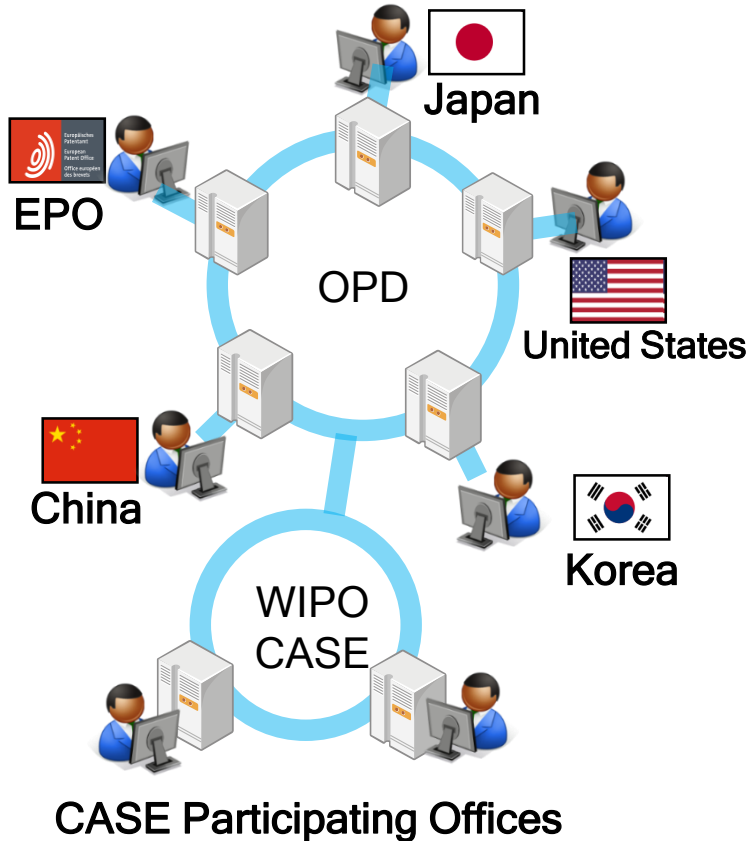 Japan
Europäisches
Patentamt
European
Patent Office
Office européen
des brevets
EPO
OPD
United States
China
Korea
WIPO
CASE
CASE Participating Offices